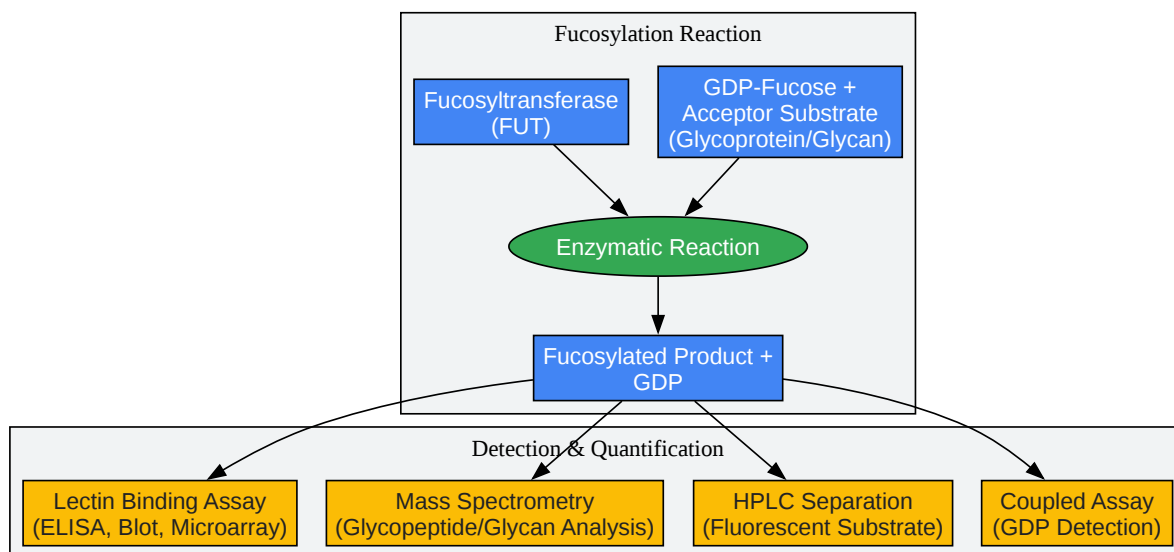 Fucosylation Reaction
Fucosyltransferase
(FUT)
GDP-Fucose +
Acceptor Substrate
(Glycoprotein/Glycan)
Enzymatic Reaction
Fucosylated Product +
GDP
Detection & Quantification
Lectin Binding Assay
(ELISA, Blot, Microarray)
Mass Spectrometry
(Glycopeptide/Glycan Analysis)
HPLC Separation
(Fluorescent Substrate)
Coupled Assay
(GDP Detection)